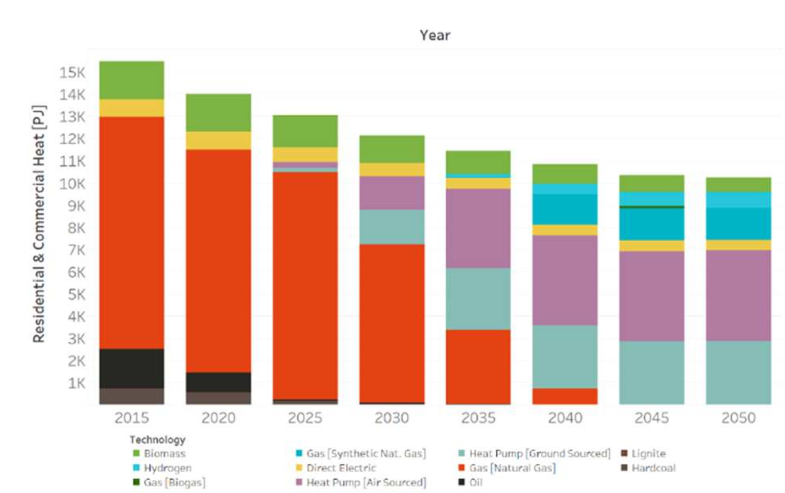 Year
Residential & Commercial Heat [PJ]
15K
14K
13K
12K
11K
10K
9K
8K
7K
6K
5K
4K
3K
2K
1K
2015 2020 2025 2030 2035 2040 2045 2050
Technology
Biomass Gas [Synthetic Nat. Gas] Heat Pump [Ground Sourced] Lignite
Hydrogen Direct Electric Gas [Natural Gas] Hardcoal
Gas [Biogas] Heat Pump [Air Sourced] Oil